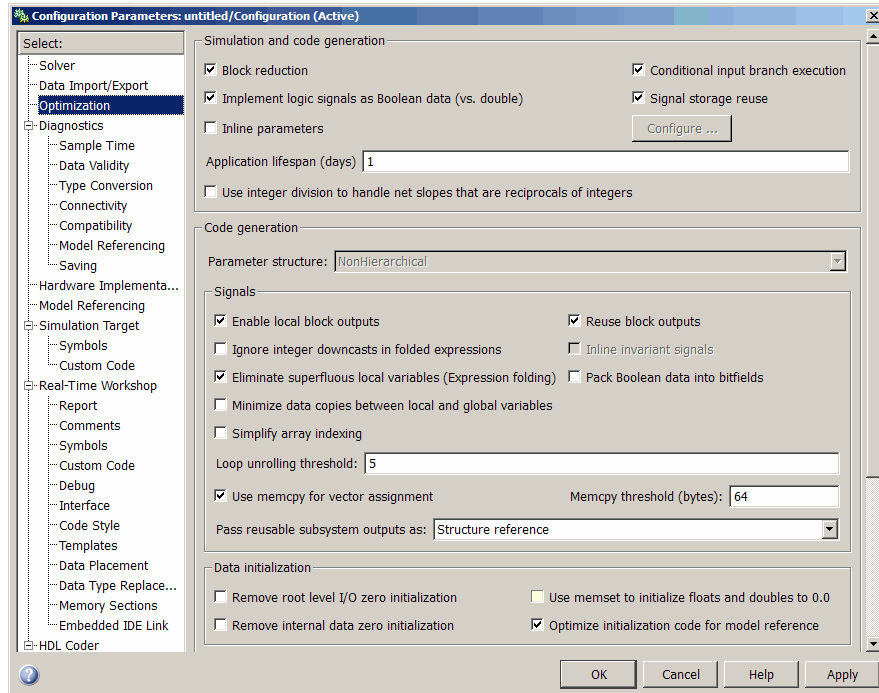 Configuration Parameters: untitled/Configuration (Active)
Select:
Solver
Data Import/Export
Optimization
Diagnostics
Sample Time
Data Validity
Type Conversion
Connectivity
Compatibility
Model Referencing
Saving
Hardware Implementa...
Model Referencing
Simulation Target
Symbols
Custom Code
Real-Time Workshop
Report
Comments
Symbols
Custom Code
Debug
Interface
Code Style
Templates
Data Placement
Data Type Replace...
Memory Sections
Embedded IDE Link
HDL Coder
Simulation and code generation
Block reduction
Conditional input branch execution
Implement logic signals as Boolean data (vs. double)
Signal storage reuse
Inline parameters
Configure ...
Application lifespan (days) 1
Use integer division to handle net slopes that are reciprocals of integers
Code generation
Parameter structure: NonHierarchical
Signals
Enable local block outputs
Reuse block outputs
Ignore integer downcasts in folded expressions
Inline invariant signals
Eliminate superfluous local variables (Expression folding)
Pack Boolean data into bitfields
Minimize data copies between local and global variables
Simplify array indexing
Loop unrolling threshold: 5
Use memcpy for vector assignment
Memcpy threshold (bytes): 64
Pass reusable subsystem outputs as: Structure reference
Data initialization
Remove root level I/O zero initialization
Use memset to initialize floats and doubles to 0.0
Remove internal data zero initialization
Optimize initialization code for model reference
?
OK
Cancel
Help
Apply